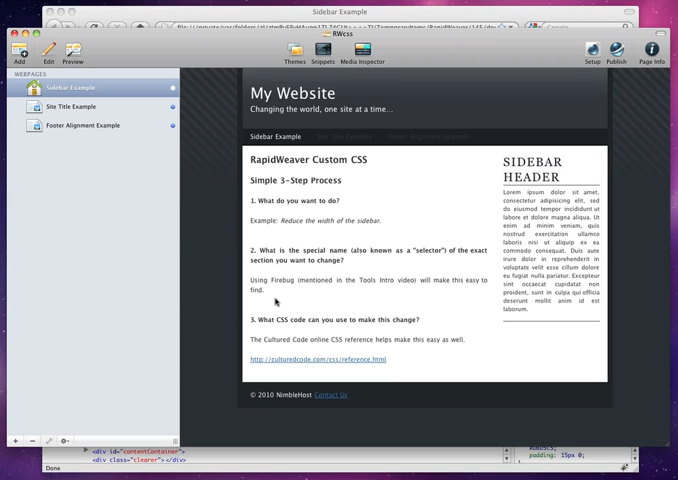 Sidebar Example
RWcss
Add
Edit
Preview
Themes
Snippets
Media Inspector
Setup
Publish
Page Info
WEBPAGES
Sidebar Example
Site Title Example
Footer Alignment Example
My Website
Changing the world, one site at a time...
Sidebar Example
Site Title Example
Footer Alignment Example
RapidWeaver Custom CSS
Simple 3-Step Process
1. What do you want to do?
Example: Reduce the width of the sidebar.
2. What is the special name (also known as a "selector") of the exact
section you want to change?
Using Firebug (mentioned in the Tools Intro video) will make this easy to
find.
3. What CSS code can you use to make this change?
The Cultured Code online CSS reference helps make this easy as well.
http://culturedcode.com/css/reference.html
SIDEBAR
HEADER
Lorem ipsum dolor sit amet,
consectetur adipisicing elit, sed
do eiusmod tempor incididunt ut
labore et dolore magna aliqua. Ut
enim ad minim veniam, quis
nostrud exercitation ullamco
laboris nisi ut aliquip ex ea
commodo consequat. Duis aute
irure dolor in reprehenderit in
voluptate velit esse cillum dolore
eu fugiat nulla pariatur. Excepteur
sint occaecat cupidatat non
proident, sunt in culpa qui officia
deserunt mollit anim id est
laborum.
© 2010 NimbleHost Contact Us
<div id="contentContainer">
<div class="clearer"></div>
padding: 15px 0;
Done